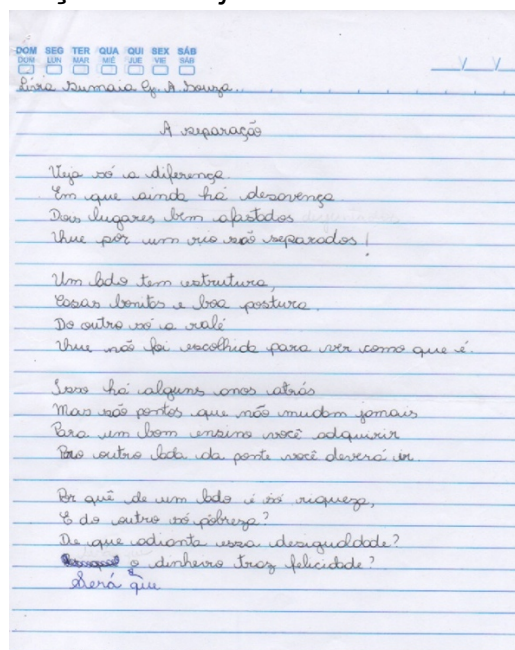 DOM SEG TER QUA QUI SEX SÁB
DOM LUN MAR MIÉ JUE VIE SÁB
A separação
Veja só a diferença
Em que ainda há desavença
Dois lugares bem afastados
Que por um rio são separados!
Um lado tem estrutura,
Casas bonitas e boa postura.
Do outro só a ralé
Que não foi escolhida para ver como que é.
Isso há alguns anos atrás
Mas são pontos que não mudam jamais
Para um bom ensino você adquirir
Pro outro lado da ponte você deverá ir.
Por quê de um lado é só riqueza,
E do outro só pobreza?
De que adianta essa desigualdade?
o dinheiro traz felicidade?
Será que